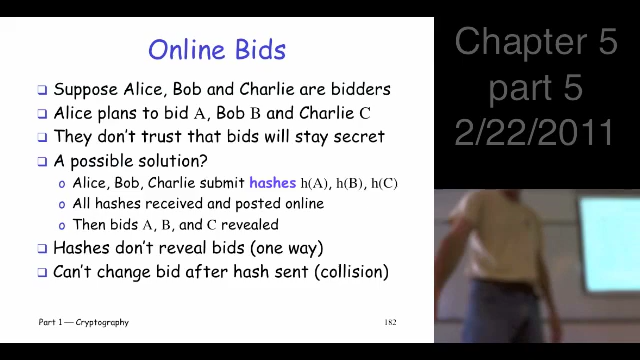 Online Bids
Suppose Alice, Bob and Charlie are bidders
Alice plans to bid A, Bob B and Charlie C
They don't trust that bids will stay secret
A possible solution?
Alice, Bob, Charlie submit hashes h(A), h(B), h(C)
All hashes received and posted online
Then bids A, B, and C revealed
Hashes don't reveal bids (one way)
Can't change bid after hash sent (collision)
Part 1 — Cryptography
182
Chapter 5
part 5
2/22/2011